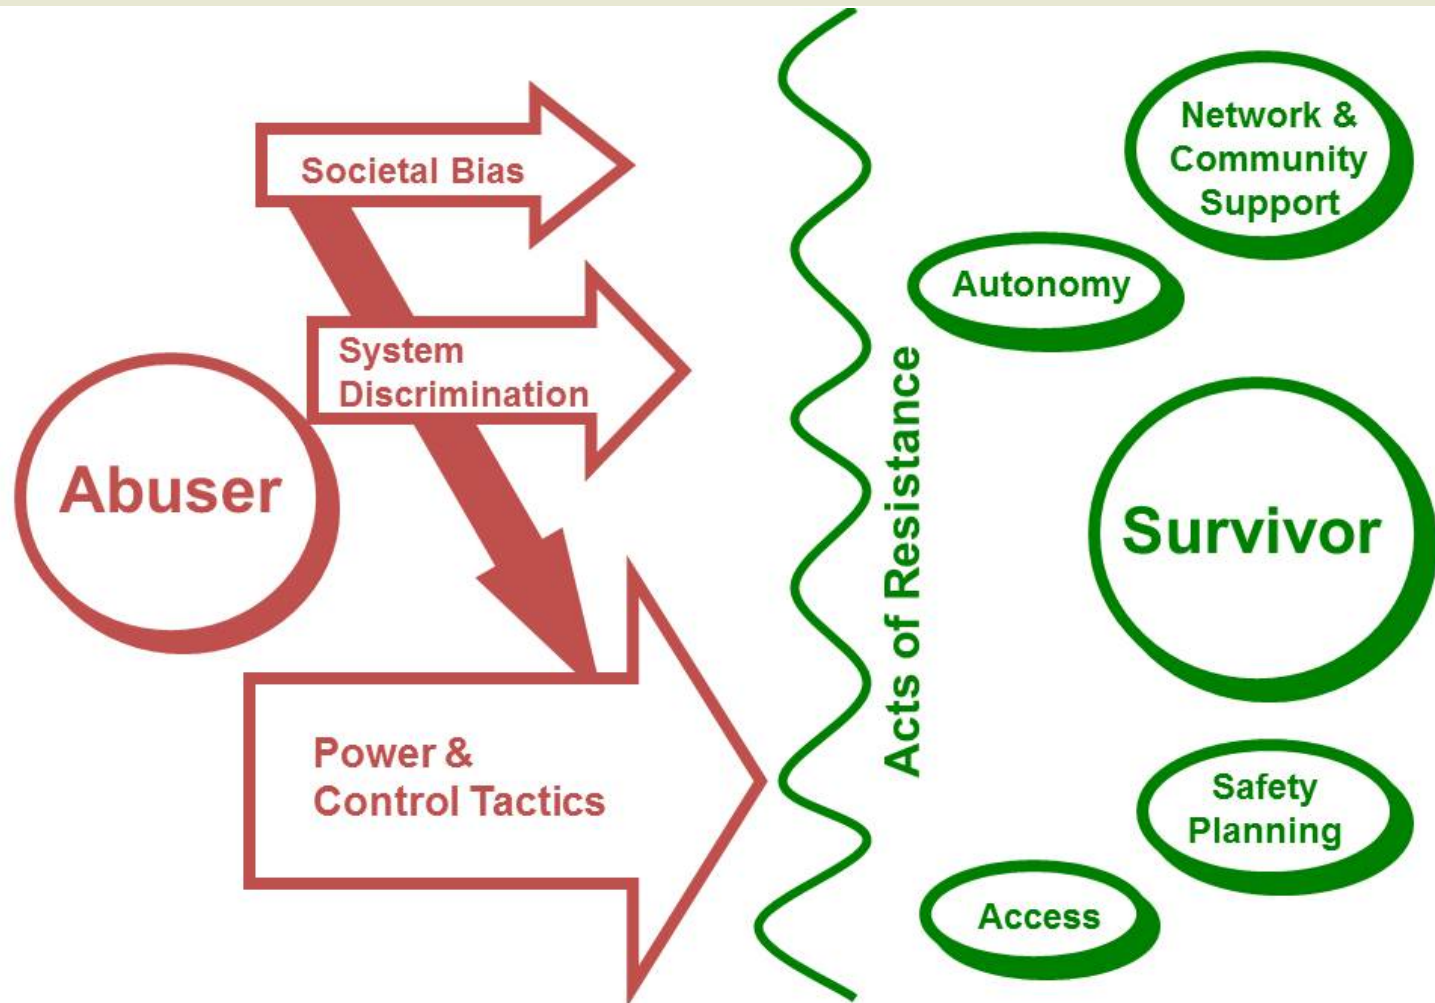 Societal Bias
System
Discrimination
Abuser
Power &
Control Tactics
Acts of Resistance
Network &
Community
Support
Autonomy
Survivor
Safety
Planning
Access